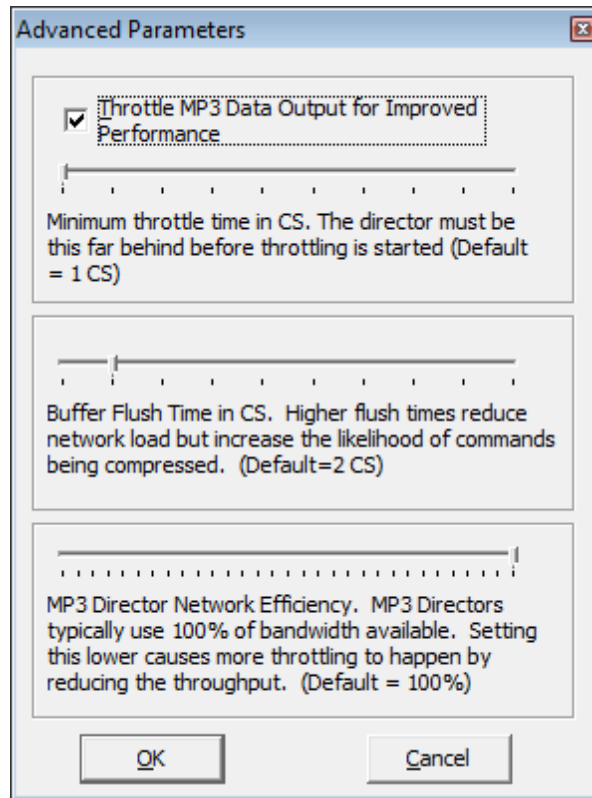 Advanced Parameters
Throttle MP3 Data Output for Improved
Performance
Minimum throttle time in CS. The director must be
this far behind before throttling is started (Default
= 1 CS)
Buffer Flush Time in CS.  Higher flush times reduce
network load but increase the likelihood of commands
being compressed.  (Default=2 CS)
MP3 Director Network Efficiency.  MP3 Directors
typically use 100% of bandwidth available.  Setting
this lower causes more throttling to happen by
reducing the throughput.  (Default = 100%)
OK
Cancel